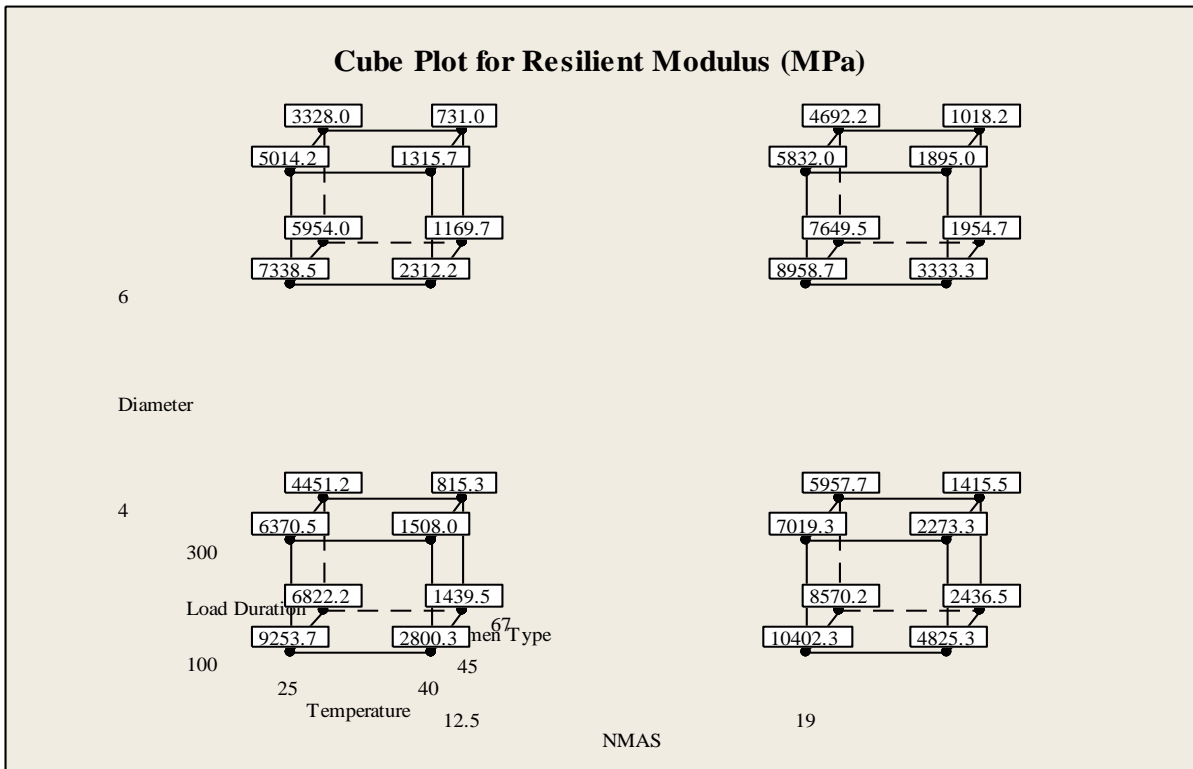 Cube Plot for Resilient Modulus (MPa)
3328.0 731.0 4692.2 1018.2
5014.2 1315.7 5832.0 1895.0
5954.0 1169.7 7649.5 1954.7
7338.5 2312.2 8958.7 3333.3
6
Diameter
4451.2 815.3 5957.7 1415.5
4
6370.5 1508.0 7019.3 2273.3
300
6822.2 1439.5 8570.2 2436.5
Load Duration
67
men Type
9253.7 2800.3 10402.3 4825.3
100
45
25 40
Temperature
12.5 19
NMAS